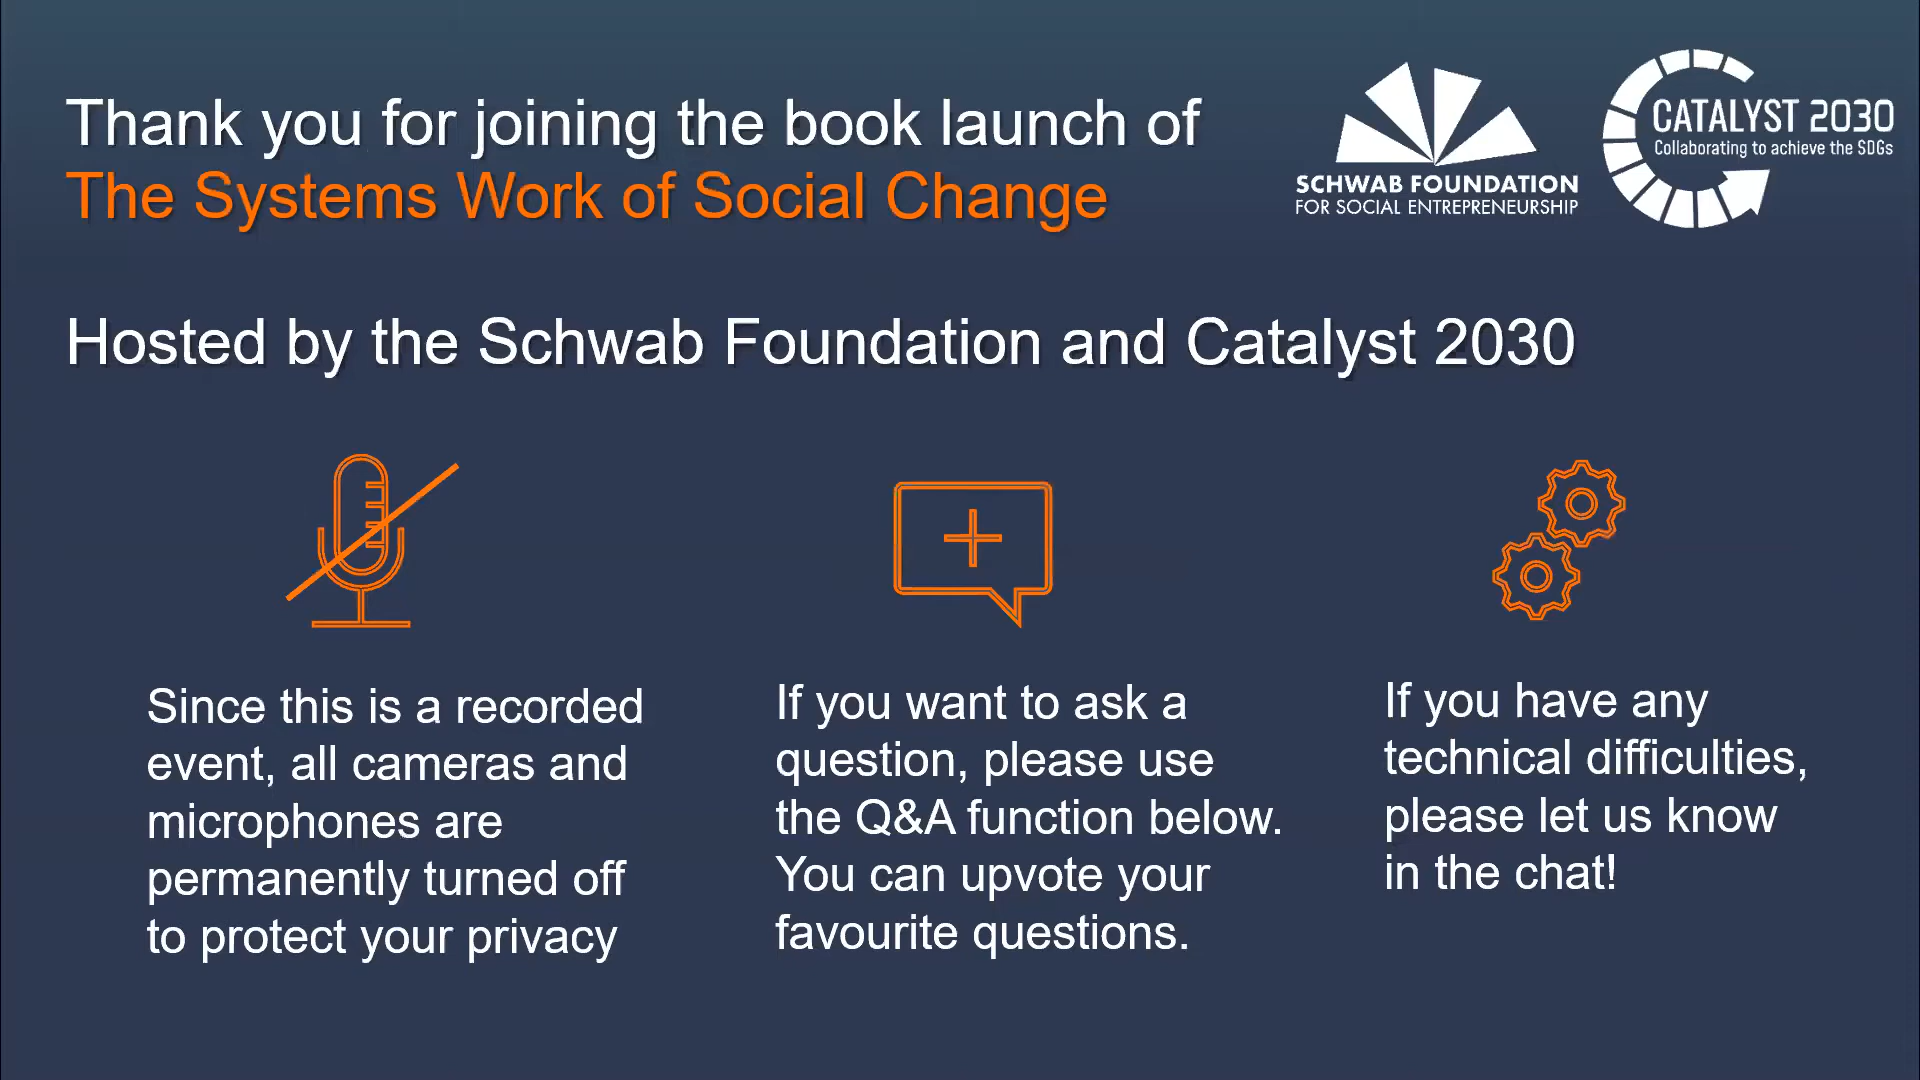 Thank you for joining the book launch of
The Systems Work of Social Change
SCHWAB FOUNDATION
FOR SOCIAL ENTREPRENEURSHIP
CATALYST 2030
Collaborating to achieve the SDGs
Hosted by the Schwab Foundation and Catalyst 2030
Since this is a recorded
event, all cameras and
microphones are
permanently turned off
to protect your privacy
If you want to ask a
question, please use
the Q&A function below.
You can upvote your
favourite questions.
If you have any
technical difficulties,
please let us know
in the chat!